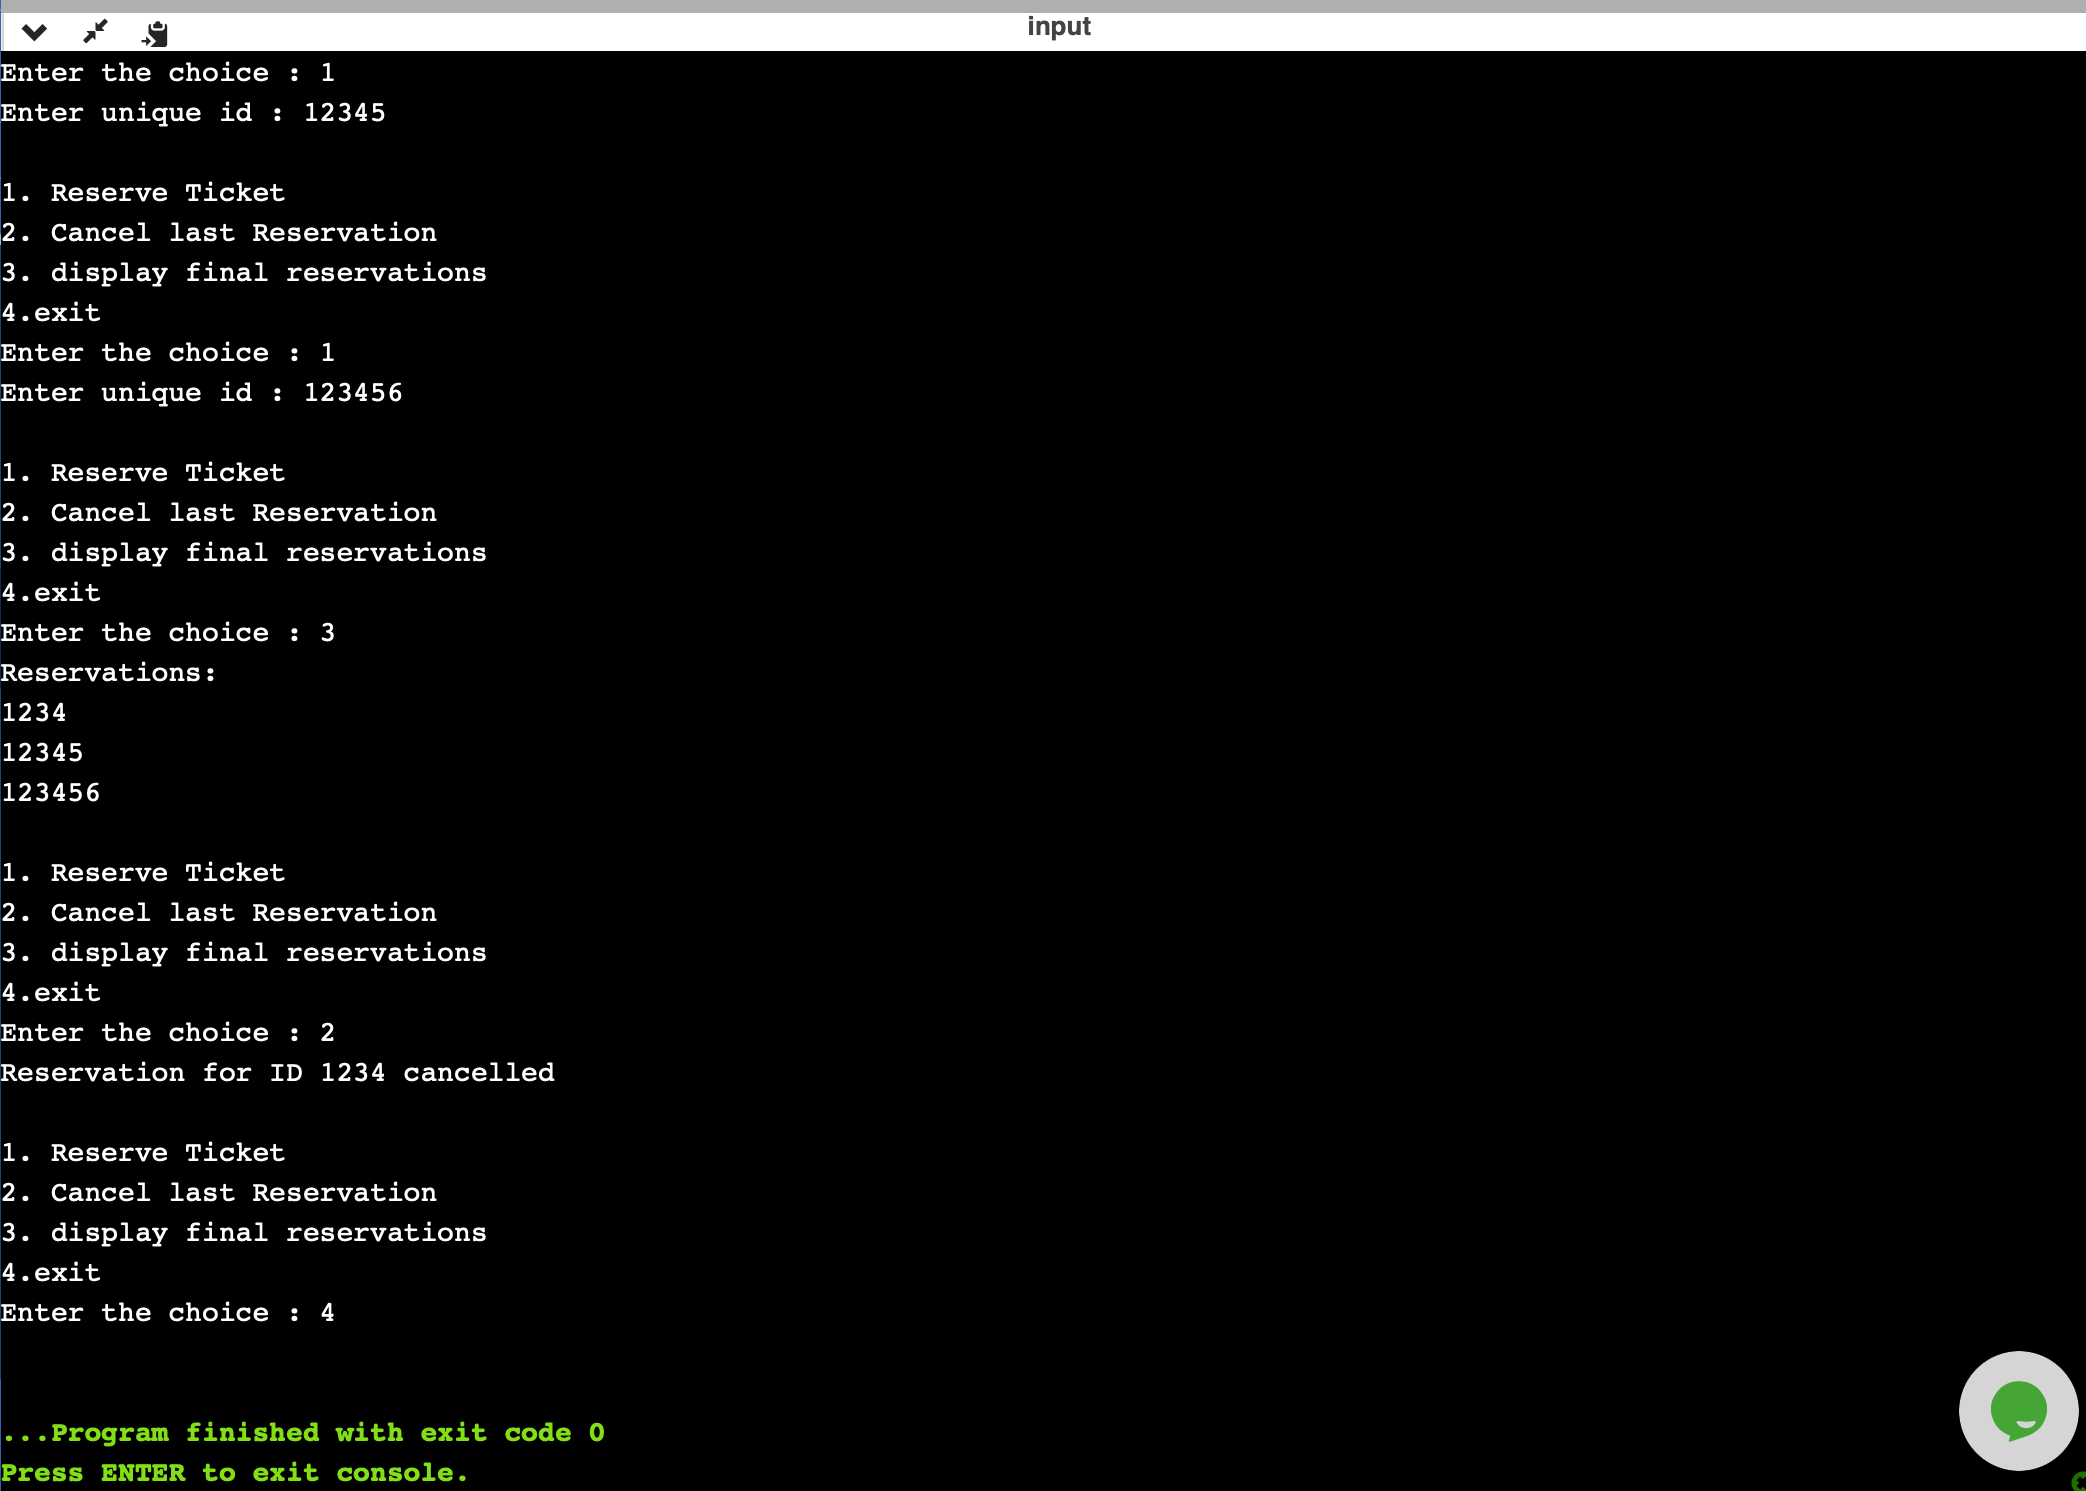 input
Enter the choice : 1
Enter unique id : 12345
1. Reserve Ticket
2. Cancel last Reservation
3. display final reservations
4.exit
Enter the choice : 1
Enter unique id : 123456
1. Reserve Ticket
2. Cancel last Reservation
3. display final reservations
4.exit
Enter the choice : 3
Reservations:
1234
12345
123456
1. Reserve Ticket
2. Cancel last Reservation
3. display final reservations
4.exit
Enter the choice : 2
Reservation for ID 1234 cancelled
1. Reserve Ticket
2. Cancel last Reservation
3. display final reservations
4.exit
Enter the choice : 4
...Program finished with exit code 0
Press ENTER to exit console.